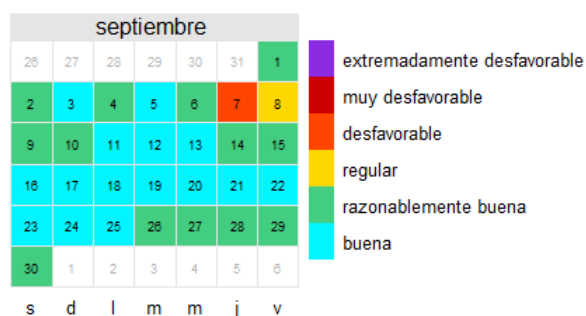 septiembre
26 27 28 29 30 31 1
2 3 4 5 6 7 8
9 10 11 12 13 14 15
16 17 18 19 20 21 22
23 24 25 26 27 28 29
30 1 2 3 4 5 6
s d l m m j v
extremadamente desfavorable
muy desfavorable
desfavorable
regular
razonablemente buena
buena